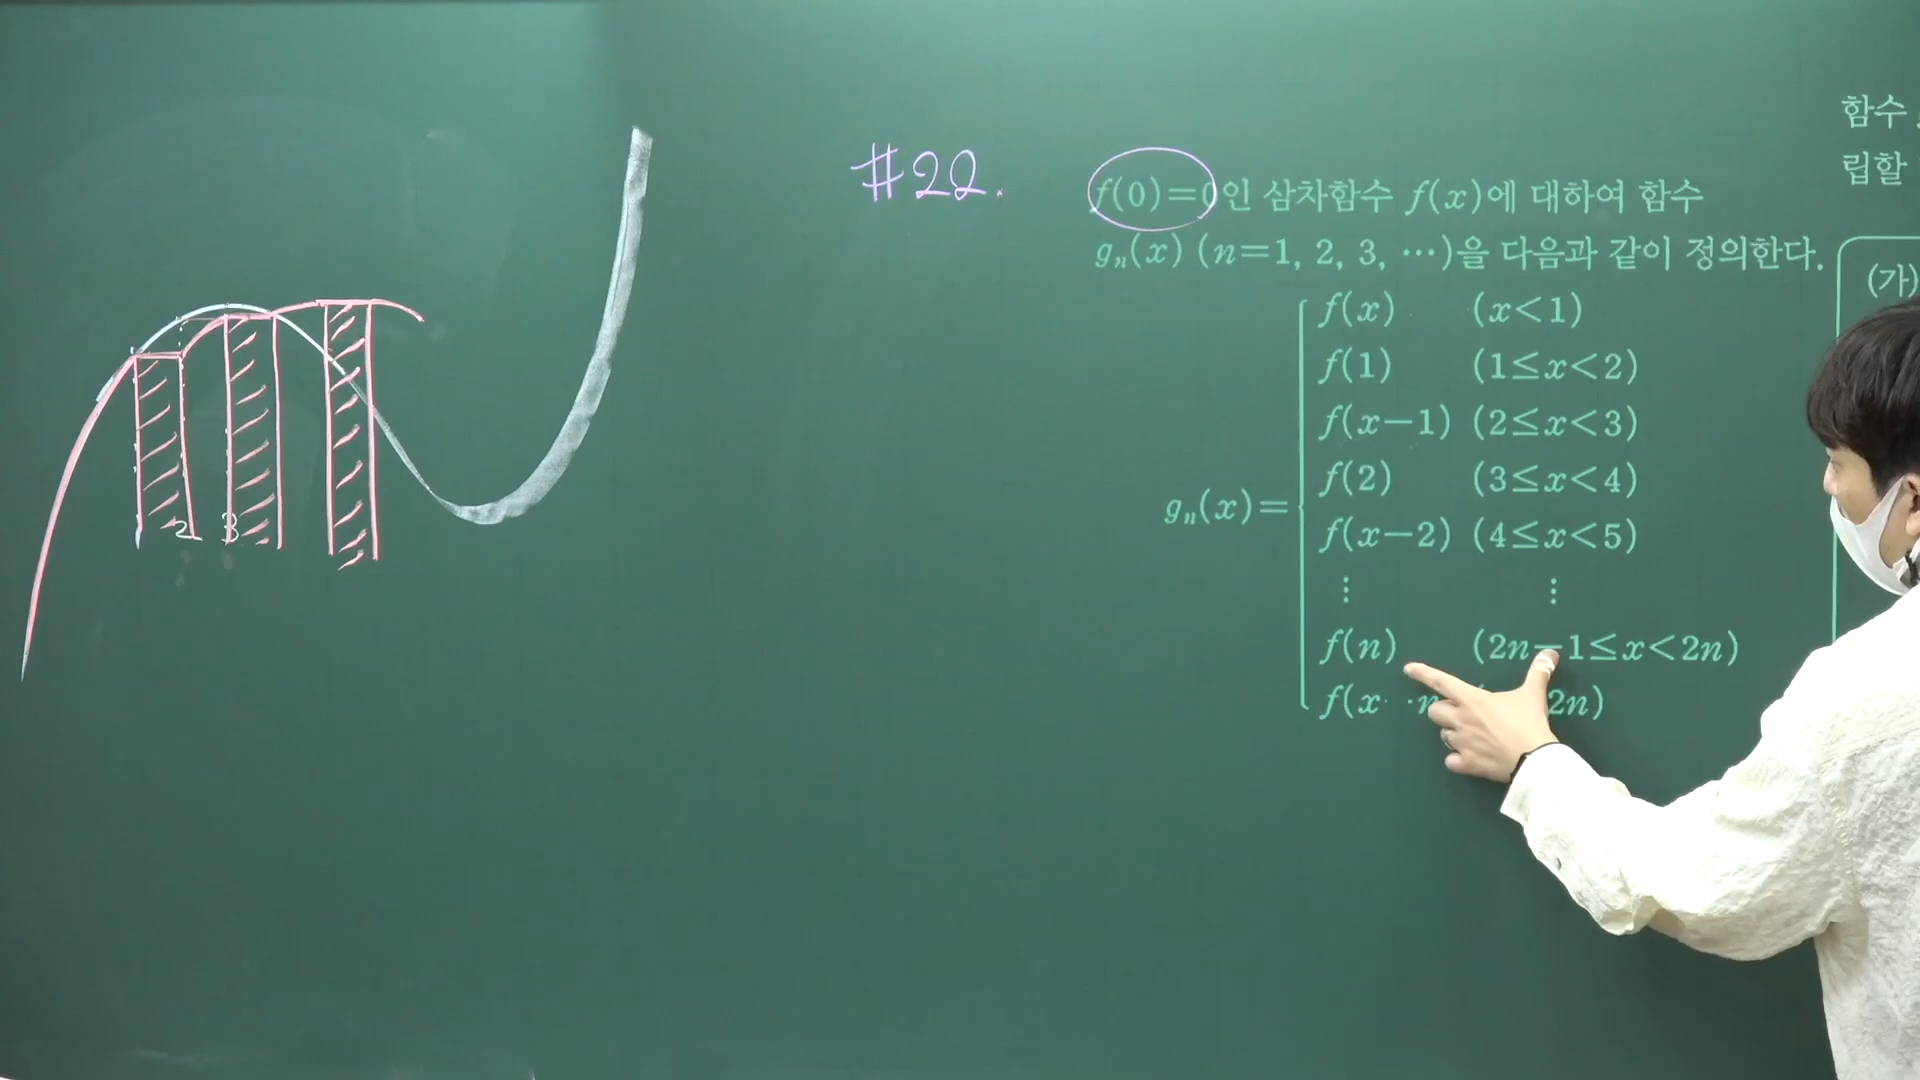 #22.
f(0)=0인 삼차함수 f(x)에 대하여 함수
gₙ(x) (n=1, 2, 3, ⋯)을 다음과 같이 정의한다.
f(x) (x<1)
f(1) (1≤x<2)
f(x−1) (2≤x<3)
f(2) (3≤x<4)
gₙ(x)=
f(x−2) (4≤x<5)
⋮ ⋮
f(n) (2n−1≤x<2n)
f(x n 2n)
함수
립할
(가)
2 3